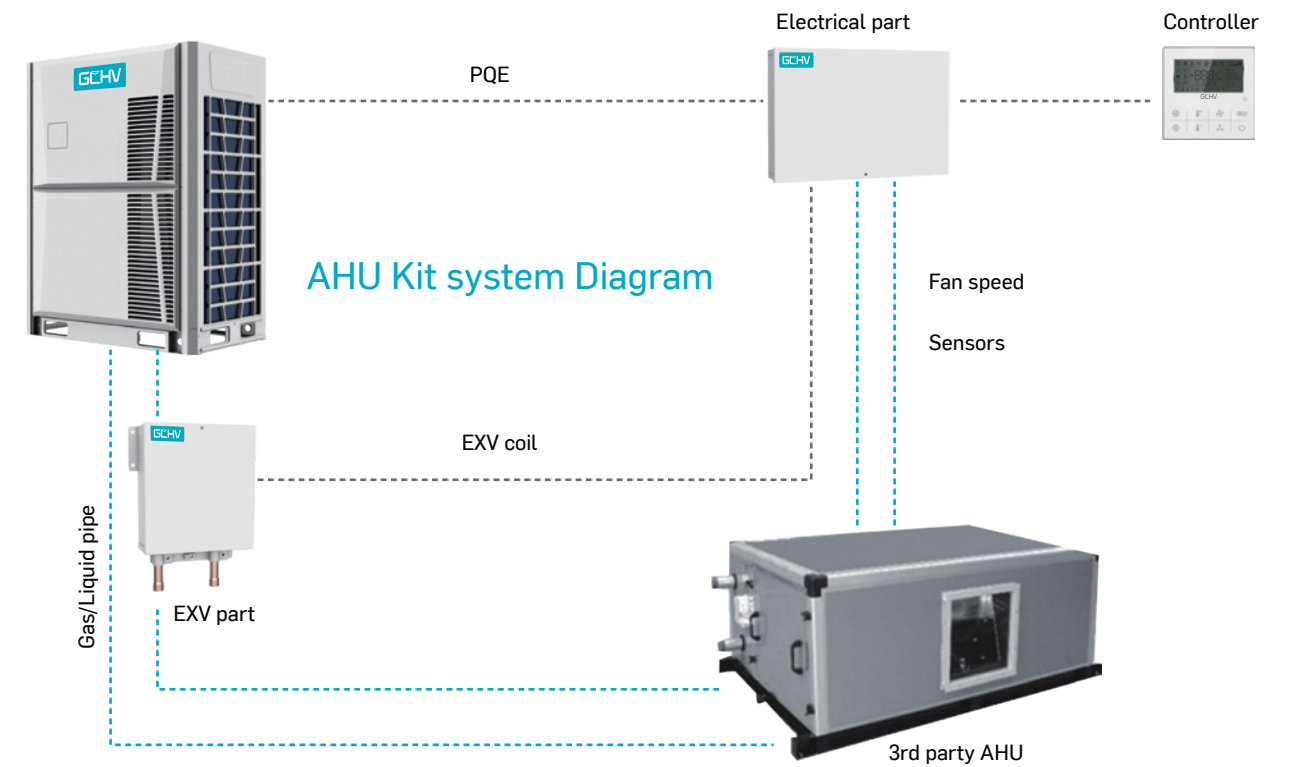 Electrical part
Controller
GCHV
GCHV
PQE
GCHV
AHU Kit system Diagram
Fan speed
Sensors
GCHV
EXV coil
Gas/Liquid pipe
EXV part
3rd party AHU